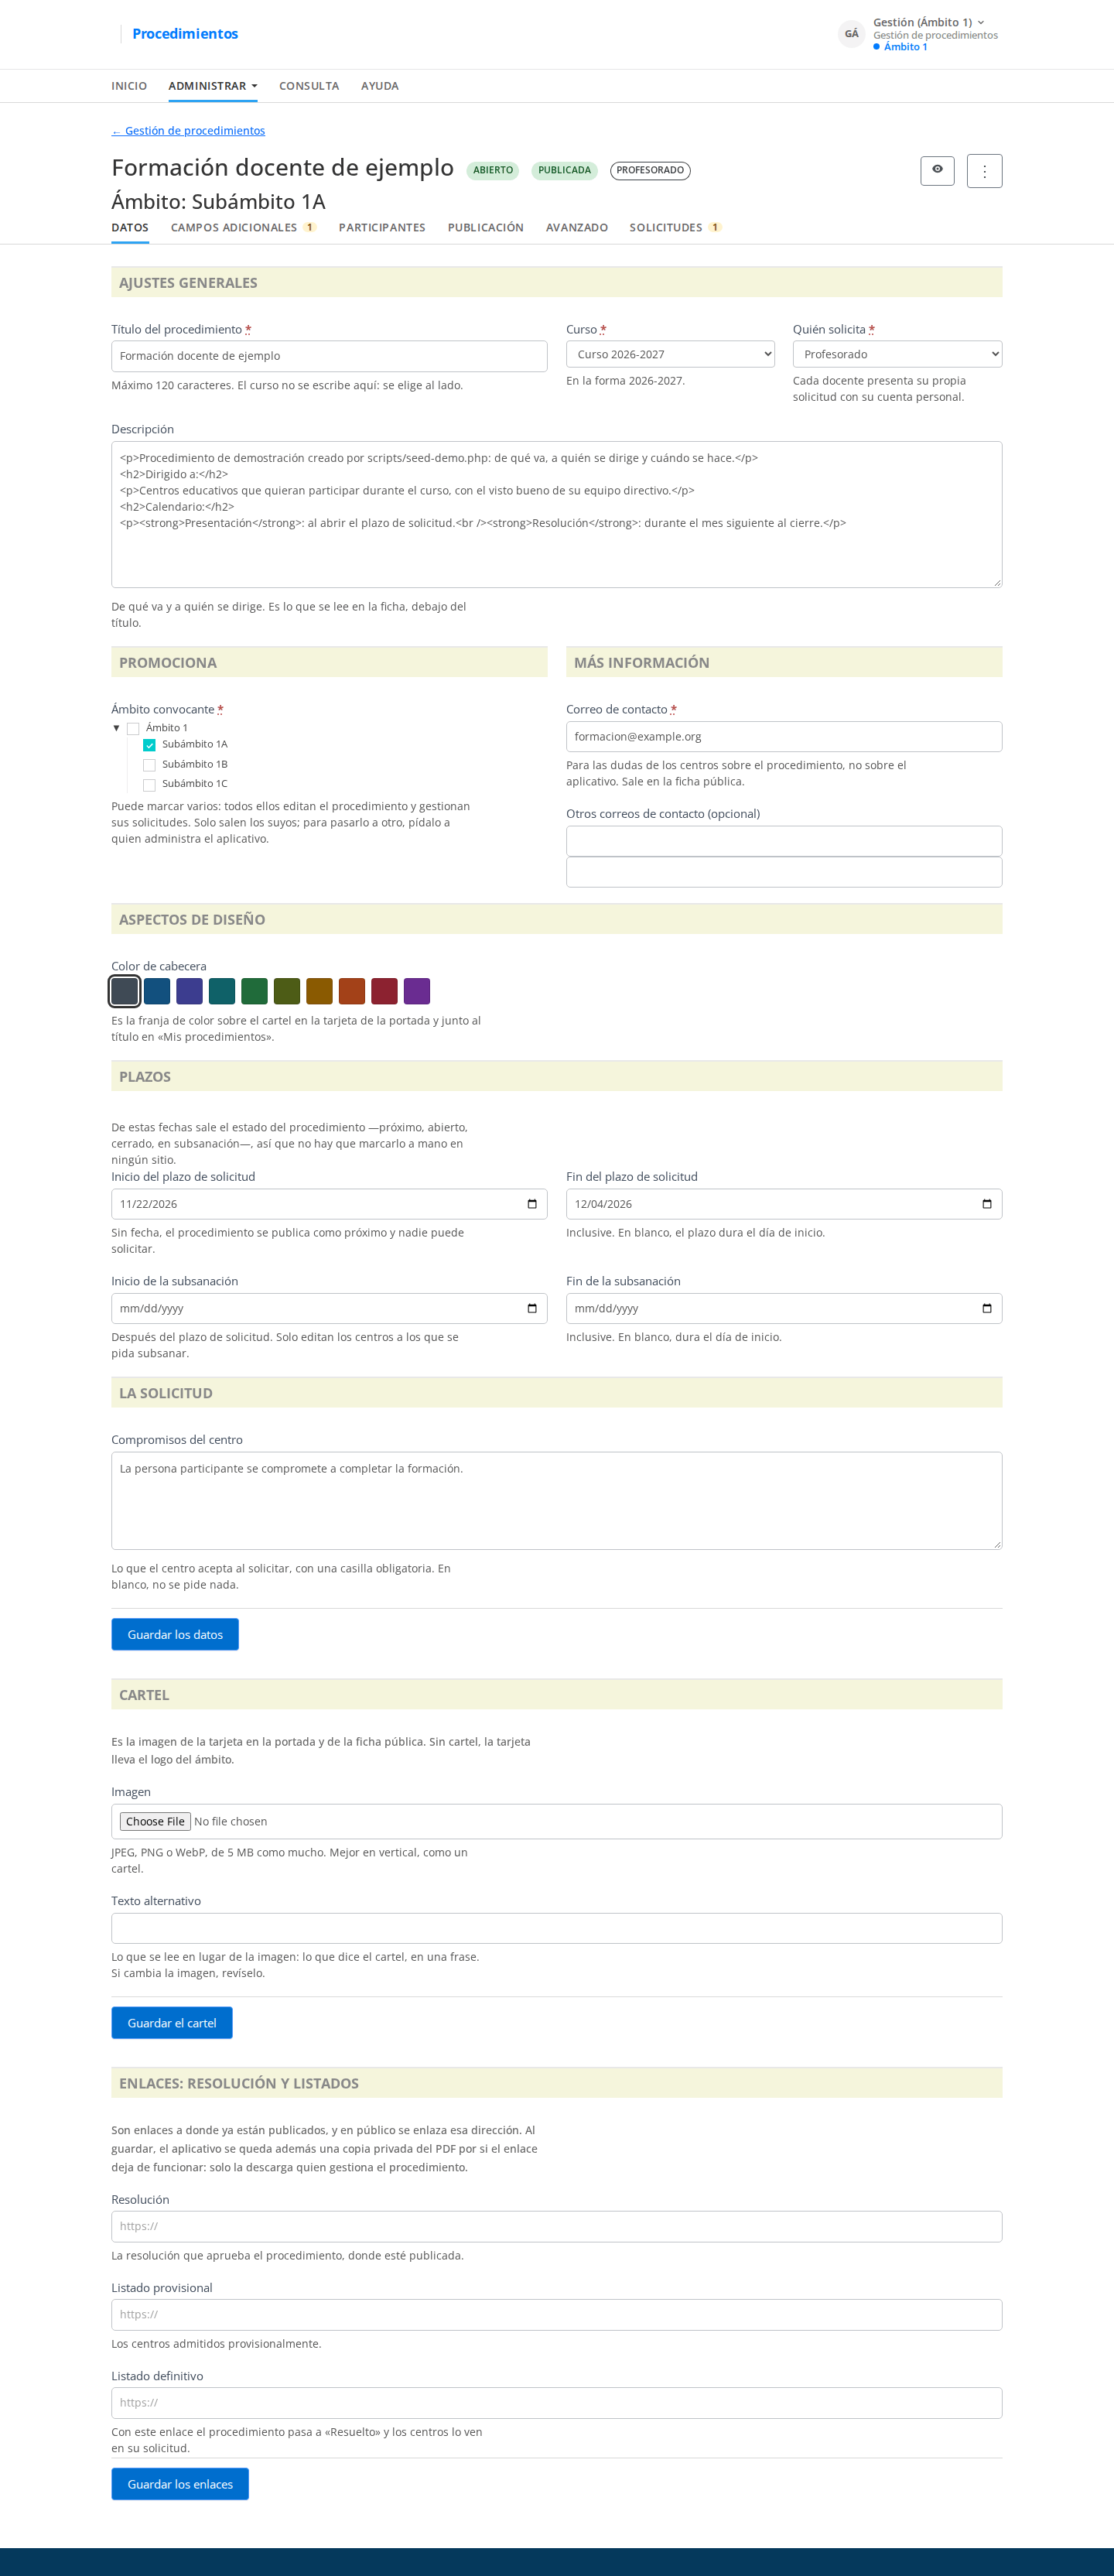 Procedimientos
GÁ
Gestión (Ámbito 1)
Gestión de procedimientos
Ámbito 1
INICIO
ADMINISTRAR
CONSULTA
AYUDA
← Gestión de procedimientos
Formación docente de ejemplo
ABIERTO
PUBLICADA
PROFESORADO
Ámbito: Subámbito 1A
DATOS
CAMPOS ADICIONALES 1
PARTICIPANTES
PUBLICACIÓN
AVANZADO
SOLICITUDES 1
AJUSTES GENERALES
Título del procedimiento *
Formación docente de ejemplo
Máximo 120 caracteres. El curso no se escribe aquí: se elige al lado.
Curso *
Curso 2026-2027
En la forma 2026-2027.
Quién solicita *
Profesorado
Cada docente presenta su propia
solicitud con su cuenta personal.
Descripción
<p>Procedimiento de demostración creado por scripts/seed-demo.php: de qué va, a quién se dirige y cuándo se hace.</p>
<h2>Dirigido a:</h2>
<p>Centros educativos que quieran participar durante el curso, con el visto bueno de su equipo directivo.</p>
<h2>Calendario:</h2>
<p><strong>Presentación</strong>: al abrir el plazo de solicitud.<br /><strong>Resolución</strong>: durante el mes siguiente al cierre.</p>
De qué va y a quién se dirige. Es lo que se lee en la ficha, debajo del
título.
PROMOCIONA
Ámbito convocante *
▼ Ámbito 1
Subámbito 1A
Subámbito 1B
Subámbito 1C
Puede marcar varios: todos ellos editan el procedimiento y gestionan
sus solicitudes. Solo salen los suyos; para pasarlo a otro, pídalo a
quien administra el aplicativo.
MÁS INFORMACIÓN
Correo de contacto *
formacion@example.org
Para las dudas de los centros sobre el procedimiento, no sobre el
aplicativo. Sale en la ficha pública.
Otros correos de contacto (opcional)
ASPECTOS DE DISEÑO
Color de cabecera
Es la franja de color sobre el cartel en la tarjeta de la portada y junto al
título en «Mis procedimientos».
PLAZOS
De estas fechas sale el estado del procedimiento —próximo, abierto,
cerrado, en subsanación—, así que no hay que marcarlo a mano en
ningún sitio.
Inicio del plazo de solicitud
11/22/2026
Sin fecha, el procedimiento se publica como próximo y nadie puede
solicitar.
Fin del plazo de solicitud
12/04/2026
Inclusive. En blanco, el plazo dura el día de inicio.
Inicio de la subsanación
mm/dd/yyyy
Después del plazo de solicitud. Solo editan los centros a los que se
pida subsanar.
Fin de la subsanación
mm/dd/yyyy
Inclusive. En blanco, dura el día de inicio.
LA SOLICITUD
Compromisos del centro
La persona participante se compromete a completar la formación.
Lo que el centro acepta al solicitar, con una casilla obligatoria. En
blanco, no se pide nada.
Guardar los datos
CARTEL
Es la imagen de la tarjeta en la portada y de la ficha pública. Sin cartel, la tarjeta
lleva el logo del ámbito.
Imagen
Choose File No file chosen
JPEG, PNG o WebP, de 5 MB como mucho. Mejor en vertical, como un
cartel.
Texto alternativo
Lo que se lee en lugar de la imagen: lo que dice el cartel, en una frase.
Si cambia la imagen, revíselo.
Guardar el cartel
ENLACES: RESOLUCIÓN Y LISTADOS
Son enlaces a donde ya están publicados, y en público se enlaza esa dirección. Al
guardar, el aplicativo se queda además una copia privada del PDF por si el enlace
deja de funcionar: solo la descarga quien gestiona el procedimiento.
Resolución
https://
La resolución que aprueba el procedimiento, donde esté publicada.
Listado provisional
https://
Los centros admitidos provisionalmente.
Listado definitivo
https://
Con este enlace el procedimiento pasa a «Resuelto» y los centros lo ven
en su solicitud.
Guardar los enlaces